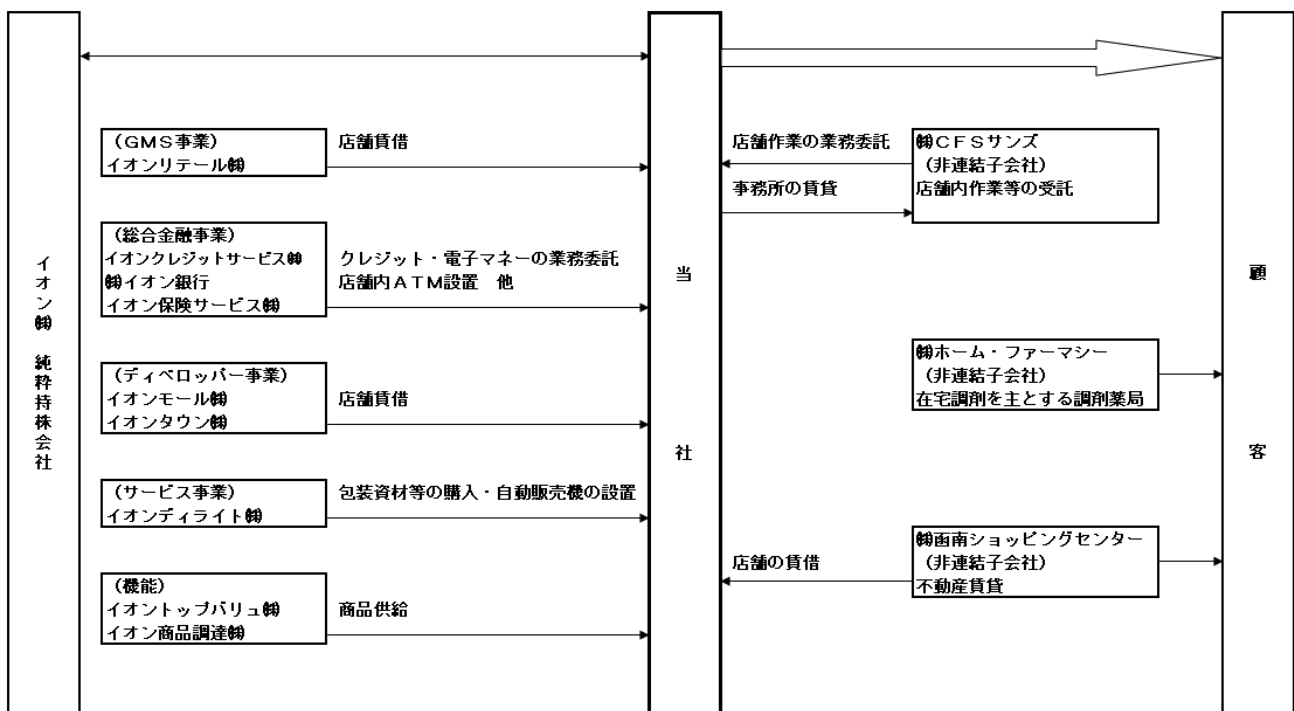 イオン㈱　純粋持株会社
（ＧＭＳ事業）
イオンリテール㈱
店舗賃借
（総合金融事業）
イオンクレジットサービス㈱
㈱イオン銀行
イオン保険サービス㈱
クレジット・電子マネーの業務委託
店舗内ＡＴＭ設置　他
（ディベロッパー事業）
イオンモール㈱
イオンタウン㈱
店舗賃借
（サービス事業）
イオンディライト㈱
包装資材等の購入・自動販売機の設置
（機能）
イオントップバリュ㈱
イオン商品調達㈱
商品供給
当社
店舗作業の業務委託
事務所の賃貸
㈱ＣＦＳサンズ
（非連結子会社）
店舗内作業等の受託
㈱ホーム・ファーマシー
（非連結子会社）
在宅調剤を主とする調剤薬局
店舗の賃借
㈱函南ショッピングセンター
（非連結子会社）
不動産賃貸
顧客